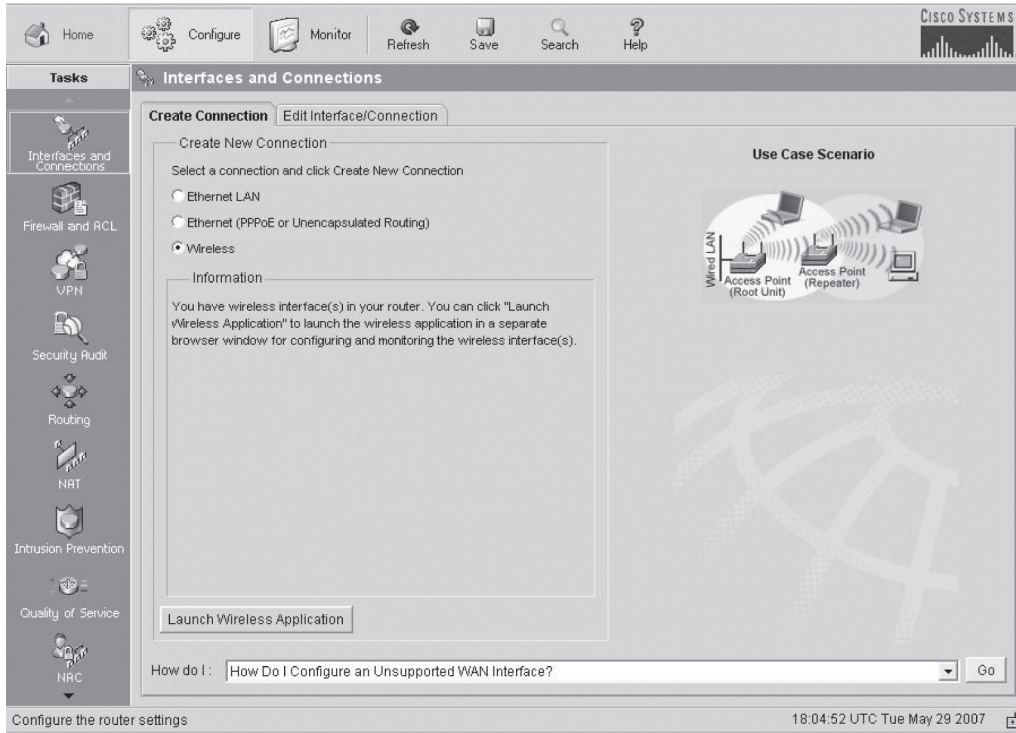 Home
Configure
Monitor
Refresh
Save
Search
Help
CISCO SYSTEMS
Tasks
Interfaces and Connections
Interfaces and
Connections
Firewall and ACL
VPN
Security Audit
Routing
NAT
Intrusion Prevention
Quality of Service
NAC
Create Connection
Edit Interface/Connection
Create New Connection
Select a connection and click Create New Connection
Ethernet LAN
Ethernet (PPPoE or Unencapsulated Routing)
Wireless
Information
You have wireless interface(s) in your router. You can click "Launch
Wireless Application" to launch the wireless application in a separate
browser window for configuring and monitoring the wireless interface(s).
Launch Wireless Application
Use Case Scenario
Wired LAN
Access Point
(Root Unit)
Access Point
(Repeater)
How do I :
How Do I Configure an Unsupported WAN Interface?
Go
Configure the router settings
18:04:52 UTC Tue May 29 2007